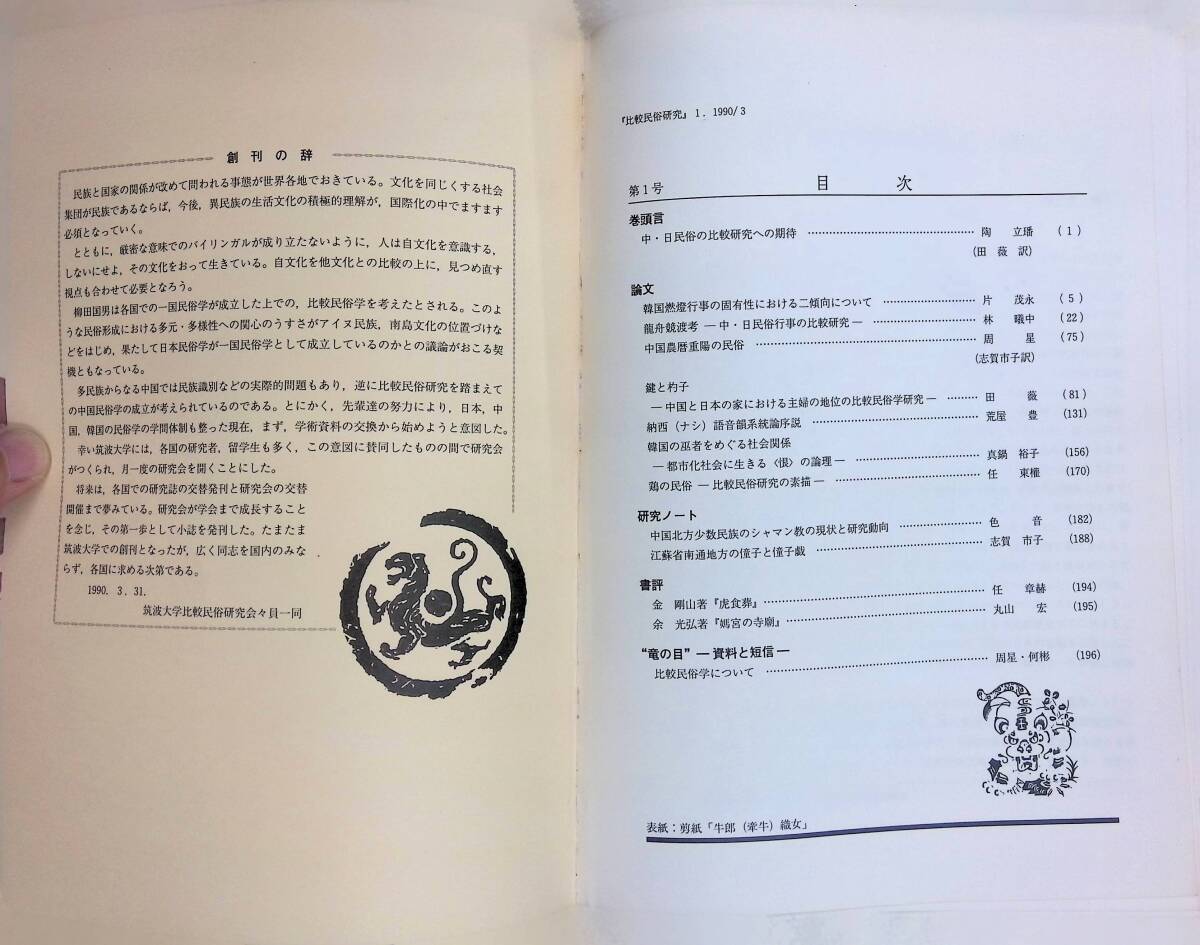 創刊の辞
民族と国家の関係が改めて問われる事態が世界各地でおきている。文化を同じくする社会
集団が民族であるならば，今後，異民族の生活文化の積極的理解が，国際化の中でますます
必須となっていく。
とともに，厳密な意味でのバイリンガルが成り立たないように，人は自文化を意識する，
しないにせよ，その文化をおって生きている。自文化を他文化との比較の上に，見つめ直す
視点も合わせて必要となろう。
柳田国男は各国での一国民俗学が成立した上での，比較民俗学を考えたとされる。このよ
うな民俗形成における多元・多様性への関心のうすさがアイヌ民族，南島文化の位置づけな
どをはじめ，果たして日本民俗学が一国民俗学として成立しているのかとの議論がおこる契
機ともなっている。
多民族からなる中国では民族識別などの実際的問題もあり，逆に比較民俗研究を踏まえて
の中国民俗学の成立が考えられているのである。とにかく，先輩達の努力により，日本，中
国，韓国の民俗学の学問体制も整った現在，まず，学術資料の交換から始めようと意図した。
幸い筑波大学には，各国の研究者，留学生も多く，この意図に賛同したものの間で研究会
がつくられ，月一度の研究会を開くことにした。
将来は，各国での研究誌の交替発刊と研究会の交替
開催まで夢みている。研究会が学会まで成長すること
を念じ，その第一歩として小誌を発刊した。たまたま
筑波大学での創刊となったが，広く同志を国内のみな
らず，各国に求める次第である。
1990. 3. 31.
筑波大学比較民俗研究会々員一同
『比較民俗研究』1. 1990/3
第1号 目 次
巻頭言
中・日民俗の比較研究への期待 …… 陶 立璠 (1)
(田 薇 訳)
論文
韓国燃燈行事の固有性における二傾向について …… 片 茂永 (5)
龍舟競渡考 ―中・日民俗行事の比較研究― …… 林 曦中 (22)
中国農暦重陽の民俗 …… 周 星 (75)
(志賀市子訳)
鍵と杓子
―中国と日本の家における主婦の地位の比較民俗学研究― …… 田 薇 (81)
納西（ナシ）語音韻系統論序説 …… 荒屋 豊 (131)
韓国の巫者をめぐる社会関係
―都市化社会に生きる〈恨〉の論理― …… 真鍋 裕子 (156)
鶏の民俗 ―比較民俗研究の素描― …… 任 東権 (170)
研究ノート
中国北方少数民族のシャマン教の現状と研究動向 …… 色 音 (182)
江蘇省南通地方の僮子と僮子戯 …… 志賀 市子 (188)
書評
金 剛山著『虎食葬』…… 任 章赫 (194)
余 光弘著『媽宮の寺廟』…… 丸山 宏 (195)
“竜の目” ―資料と短信―
比較民俗学について …… 周星・何彬 (196)
表紙：剪紙「牛郎（牽牛）織女」